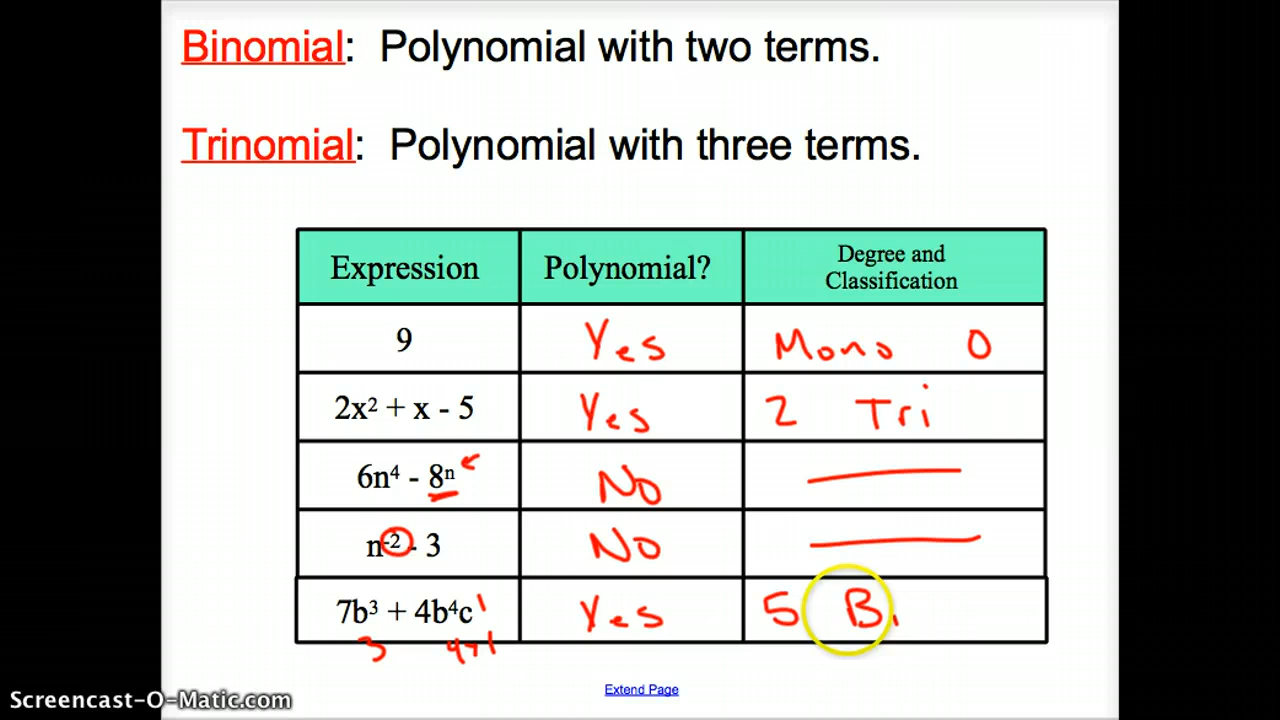 Binomial: Polynomial with two terms.
Trinomial: Polynomial with three terms.
Expression Polynomial? Degree and Classification
9 Yes Mono 0
2x² + x - 5 Yes 2 Tri
6n⁴ - 8ⁿ No
n⁻² - 3 No
7b³ + 4b⁴c¹ Yes 5 Bi
3 4+1
Extend Page
Screencast-O-Matic.com